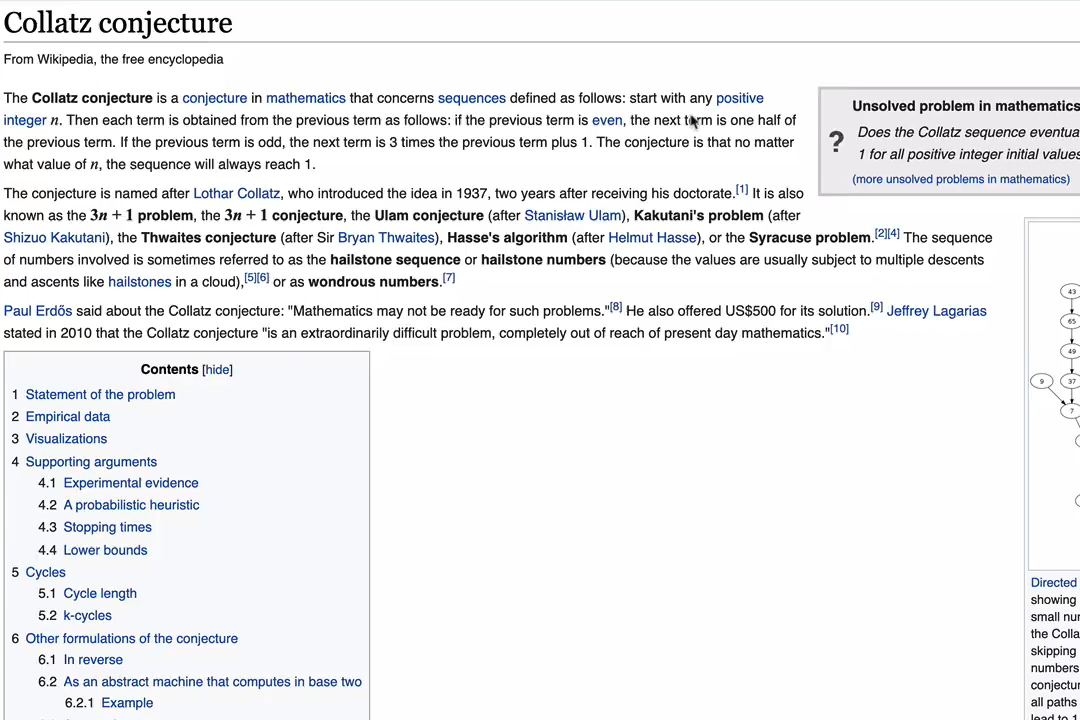 Collatz conjecture
From Wikipedia, the free encyclopedia
The Collatz conjecture is a conjecture in mathematics that concerns sequences defined as follows: start with any positive
integer n. Then each term is obtained from the previous term as follows: if the previous term is even, the next term is one half of
the previous term. If the previous term is odd, the next term is 3 times the previous term plus 1. The conjecture is that no matter
what value of n, the sequence will always reach 1.
Unsolved problem in mathematics
?
Does the Collatz sequence eventua
1 for all positive integer initial values
(more unsolved problems in mathematics)
The conjecture is named after Lothar Collatz, who introduced the idea in 1937, two years after receiving his doctorate.[1] It is also
known as the 3n + 1 problem, the 3n + 1 conjecture, the Ulam conjecture (after Stanisław Ulam), Kakutani's problem (after
Shizuo Kakutani), the Thwaites conjecture (after Sir Bryan Thwaites), Hasse's algorithm (after Helmut Hasse), or the Syracuse problem.[2][4] The sequence
of numbers involved is sometimes referred to as the hailstone sequence or hailstone numbers (because the values are usually subject to multiple descents
and ascents like hailstones in a cloud),[5][6] or as wondrous numbers.[7]
Paul Erdős said about the Collatz conjecture: "Mathematics may not be ready for such problems."[8] He also offered US$500 for its solution.[9] Jeffrey Lagarias
stated in 2010 that the Collatz conjecture "is an extraordinarily difficult problem, completely out of reach of present day mathematics."[10]
Contents [hide]
1 Statement of the problem
2 Empirical data
3 Visualizations
4 Supporting arguments
4.1 Experimental evidence
4.2 A probabilistic heuristic
4.3 Stopping times
4.4 Lower bounds
5 Cycles
5.1 Cycle length
5.2 k-cycles
6 Other formulations of the conjecture
6.1 In reverse
6.2 As an abstract machine that computes in base two
6.2.1 Example
43
65
49
9 37
7
Directed
showing
small nu
the Colla
skipping
numbers
conjectur
all paths
lead to 1